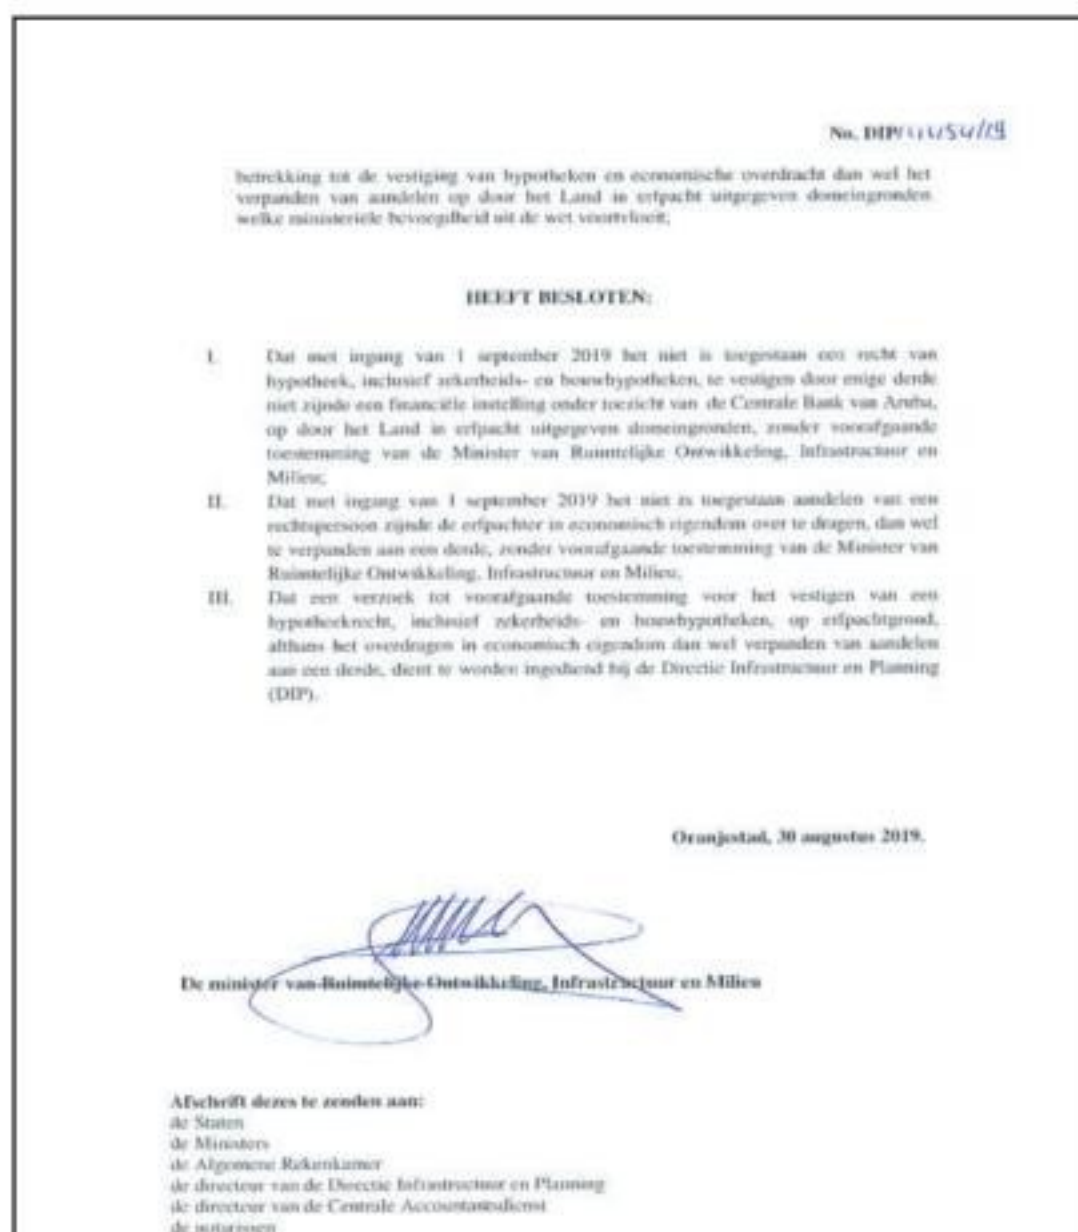 No. DIP/
betrekking tot de vestiging van hypotheken en economische overdracht dan wel het
verpanden van aandelen op door het Land in erfpacht uitgegeven domeingronden
welke ministeriële bevoegdheid uit de wet voortvloeit;
HEEFT BESLOTEN:
I. Dat met ingang van 1 september 2019 het niet is toegestaan een recht van
hypotheek, inclusief zekerheids- en bouwhypotheken, te vestigen door enige derde
niet zijnde een financiële instelling onder toezicht van de Centrale Bank van Aruba,
op door het Land in erfpacht uitgegeven domeingronden, zonder voorafgaande
toestemming van de Minister van Ruimtelijke Ontwikkeling, Infrastructuur en
Milieu;
II. Dat met ingang van 1 september 2019 het niet is toegestaan aandelen van een
rechtspersoon zijnde de erfpachter in economisch eigendom over te dragen, dan wel
te verpanden aan een derde, zonder voorafgaande toestemming van de Minister van
Ruimtelijke Ontwikkeling, Infrastructuur en Milieu;
III. Dat een verzoek tot voorafgaande toestemming voor het vestigen van een
hypotheekrecht, inclusief zekerheids- en bouwhypotheken, op erfpachtgrond,
althans het overdragen in economisch eigendom dan wel verpanden van aandelen
aan een derde, dient te worden ingediend bij de Directie Infrastructuur en Planning
(DIP).
Oranjestad, 30 augustus 2019.
De minister van Ruimtelijke Ontwikkeling, Infrastructuur en Milieu
Afschrift dezes te zenden aan:
de Staten
de Ministers
de Algemene Rekenkamer
de directeur van de Directie Infrastructuur en Planning
de directeur van de Centrale Accountantsdienst
de notarissen